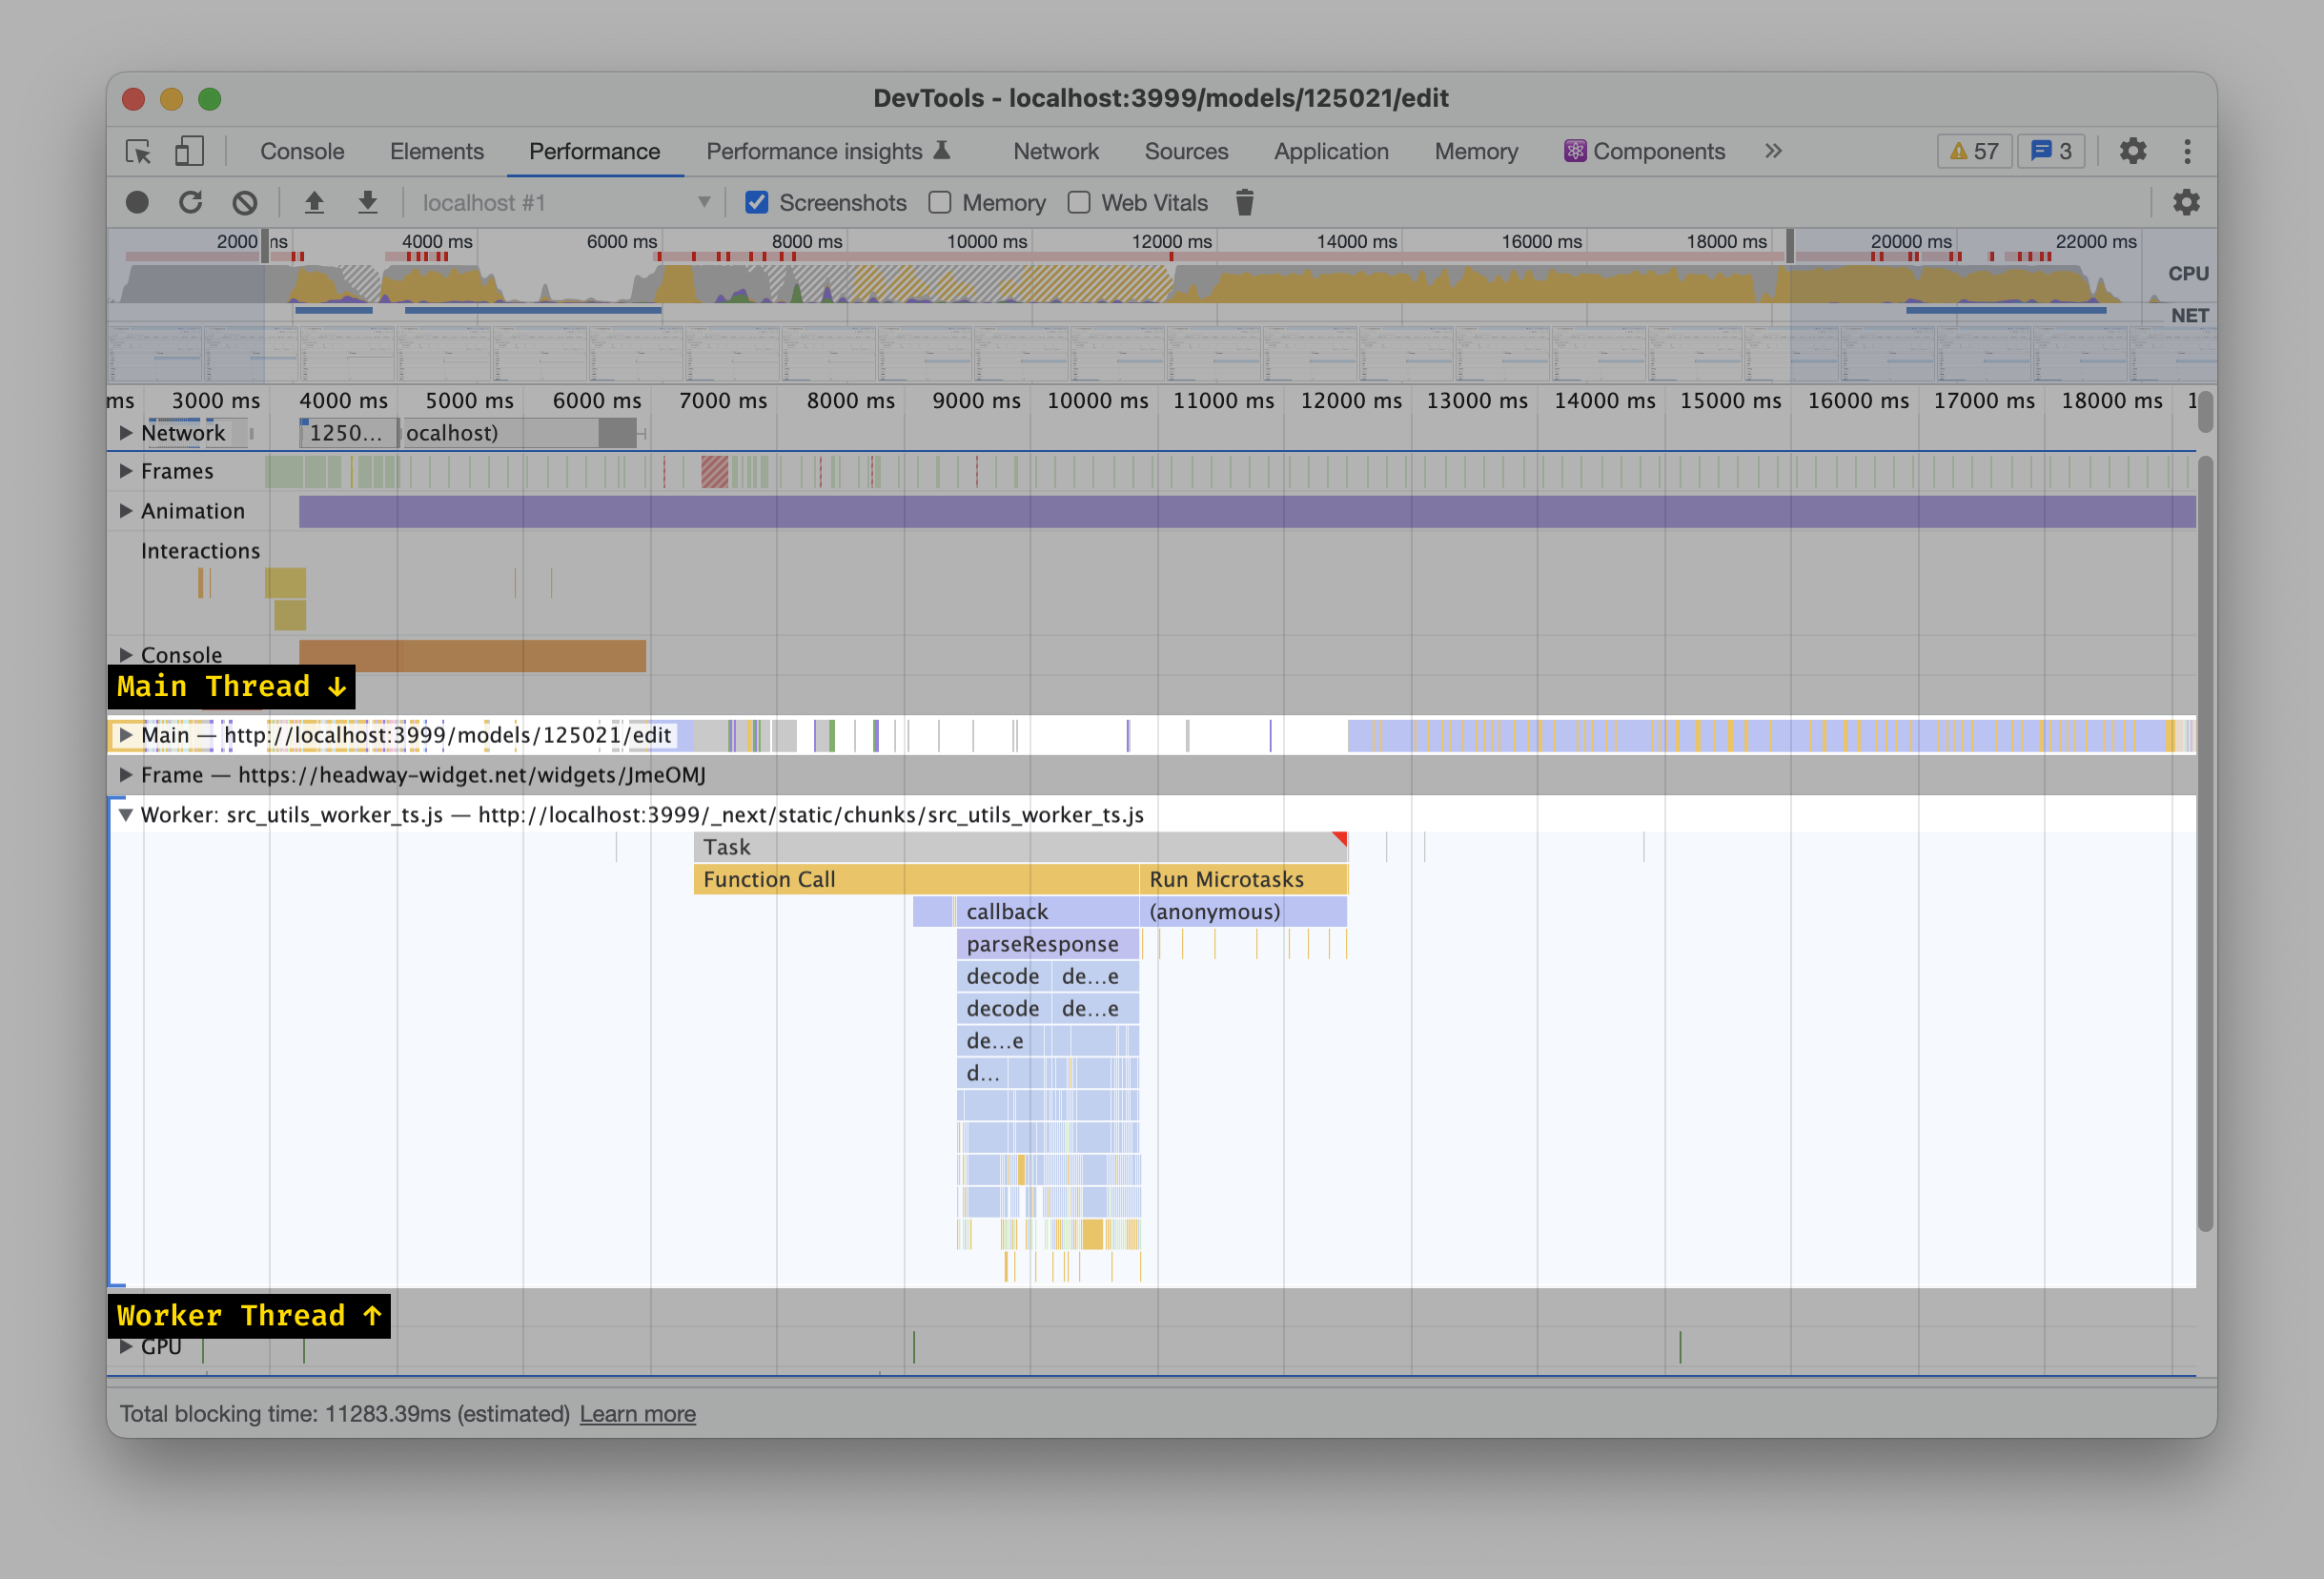 DevTools - localhost:3999/models/125021/edit
Console Elements Performance Performance insights Network Sources Application Memory Components » 57 3
localhost #1 Screenshots Memory Web Vitals
2000 ms 4000 ms 6000 ms 8000 ms 10000 ms 12000 ms 14000 ms 16000 ms 18000 ms 20000 ms 22000 ms
CPU
NET
ms 3000 ms 4000 ms 5000 ms 6000 ms 7000 ms 8000 ms 9000 ms 10000 ms 11000 ms 12000 ms 13000 ms 14000 ms 15000 ms 16000 ms 17000 ms 18000 ms 1
Network 1250... ocalhost)
Frames
Animation
Interactions
Console
Main Thread ↓
Main — http://localhost:3999/models/125021/edit
Frame — https://headway-widget.net/widgets/JmeOMJ
Worker: src_utils_worker_ts.js — http://localhost:3999/_next/static/chunks/src_utils_worker_ts.js
Task
Function Call Run Microtasks
callback (anonymous)
parseResponse
decode de...e
decode de...e
de...e
d...
Worker Thread ↑
GPU
Total blocking time: 11283.39ms (estimated) Learn more